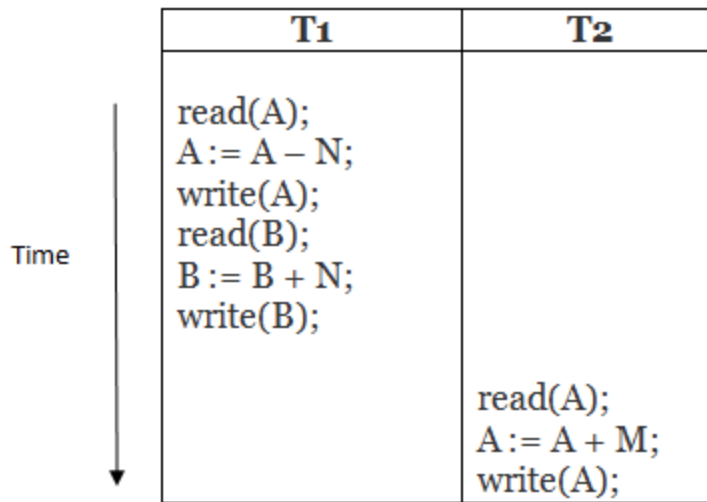 T1 T2
read(A);
A := A – N;
write(A);
read(B);
Time
B := B + N;
write(B);
read(A);
A := A + M;
write(A);